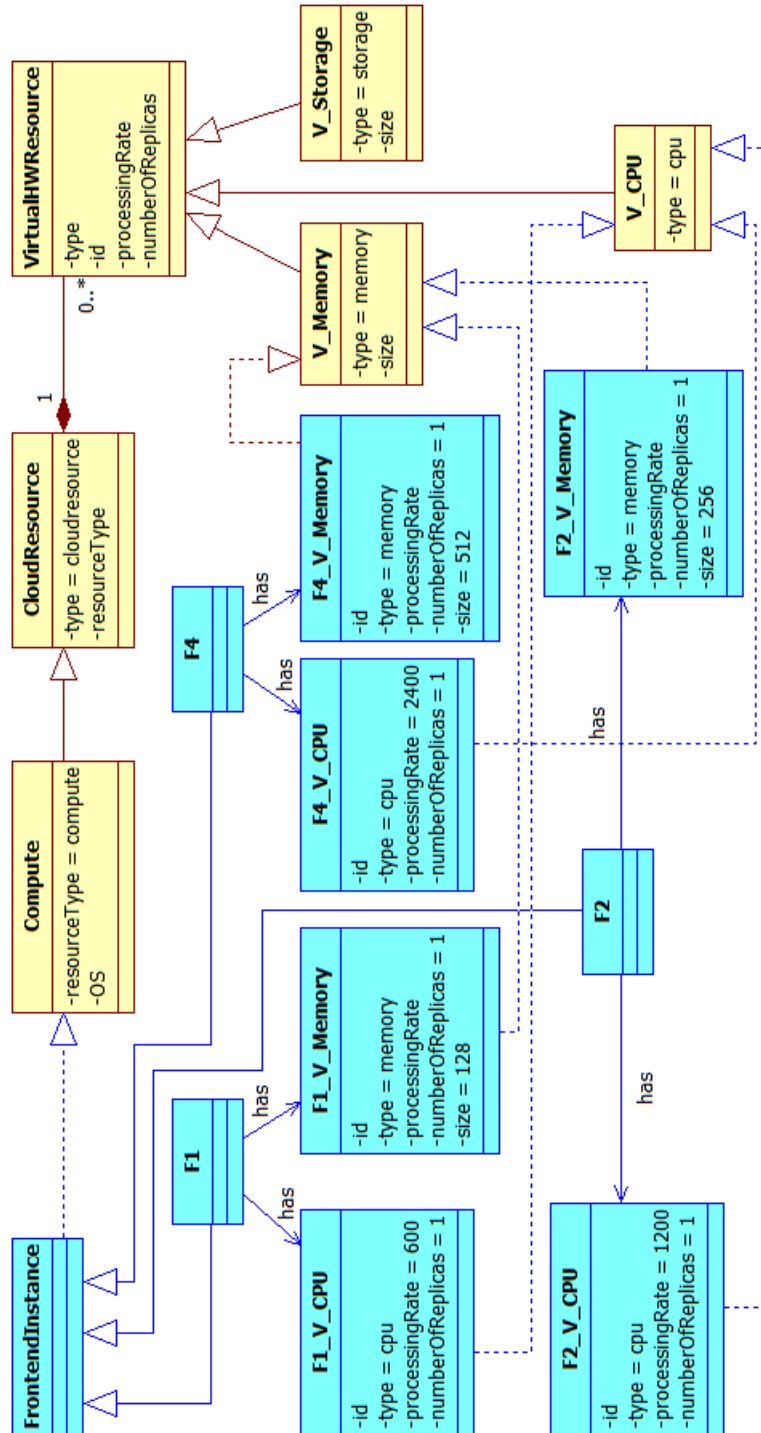 FrontendInstance
Compute
-resourceType = compute
-OS
CloudResource
-type = cloudresource
-resourceType
1
0..*
VirtualHWResource
-type
-id
-processingRate
-numberOfReplicas
F1
has
has
F4
has
has
F1_V_CPU
-id
-type = cpu
-processingRate = 600
-numberOfReplicas = 1
F1_V_Memory
-id
-type = memory
-processingRate
-numberOfReplicas = 1
-size = 128
F4_V_CPU
-id
-type = cpu
-processingRate = 2400
-numberOfReplicas = 1
F4_V_Memory
-id
-type = memory
-processingRate
-numberOfReplicas = 1
-size = 512
V_Memory
-type = memory
-size
V_Storage
-type = storage
-size
F2_V_CPU
-id
-type = cpu
-processingRate = 1200
-numberOfReplicas = 1
has
F2
has
F2_V_Memory
-id
-type = memory
-processingRate
-numberOfReplicas = 1
-size = 256
V_CPU
-type = cpu